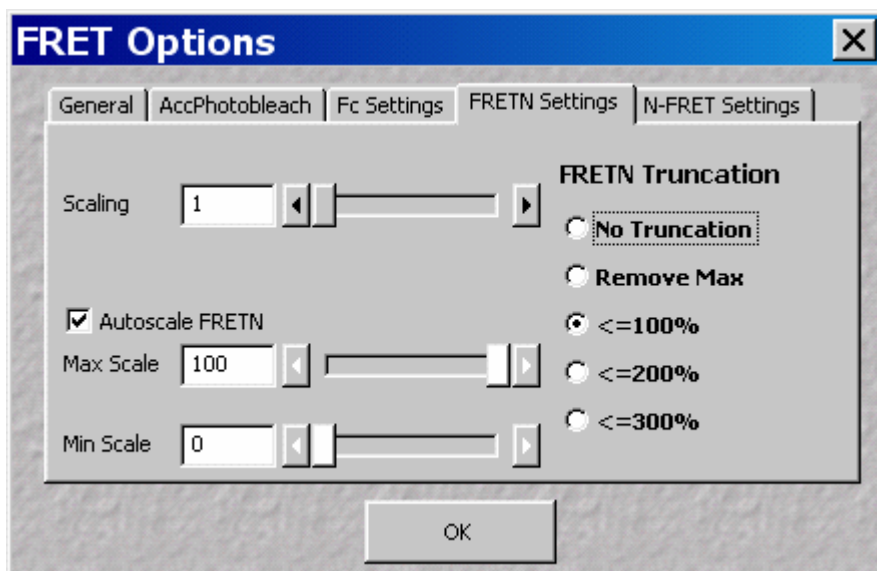 FRET Options
General AccPhotobleach Fc Settings FRETN Settings N-FRET Settings
FRETN Truncation
Scaling 1
No Truncation
Remove Max
Autoscale FRETN
<=100%
Max Scale 100
<=200%
<=300%
Min Scale 0
OK